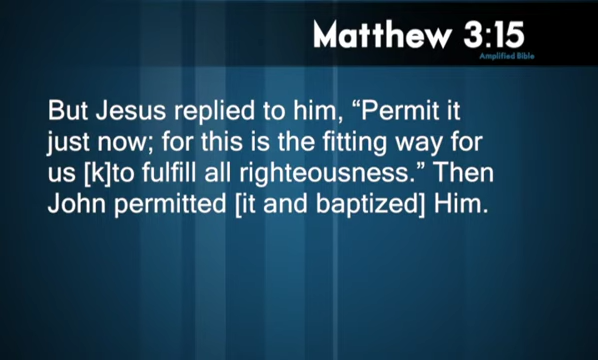 Matthew 3:15
Amplified Bible
But Jesus replied to him, “Permit it
just now; for this is the fitting way for
us [k]to fulfill all righteousness.” Then
John permitted [it and baptized] Him.